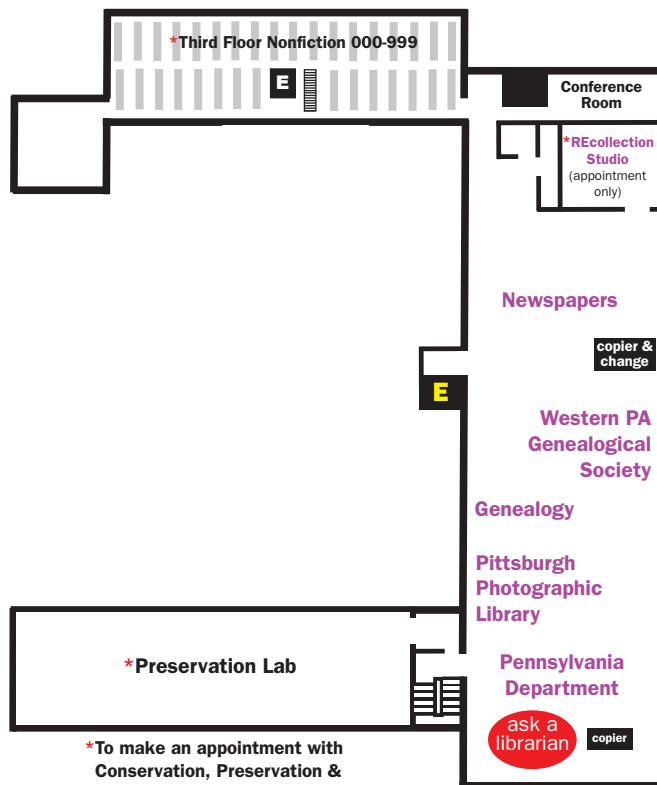 *Third Floor Nonfiction 000-999
E
Conference
Room
*REcollection
Studio
(appointment
only)
Newspapers
copier &
change
E
Western PA
Genealogical
Society
Genealogy
Pittsburgh
Photographic
Library
*Preservation Lab
Pennsylvania
Department
ask a
librarian
copier
*To make an appointment with
Conservation, Preservation &